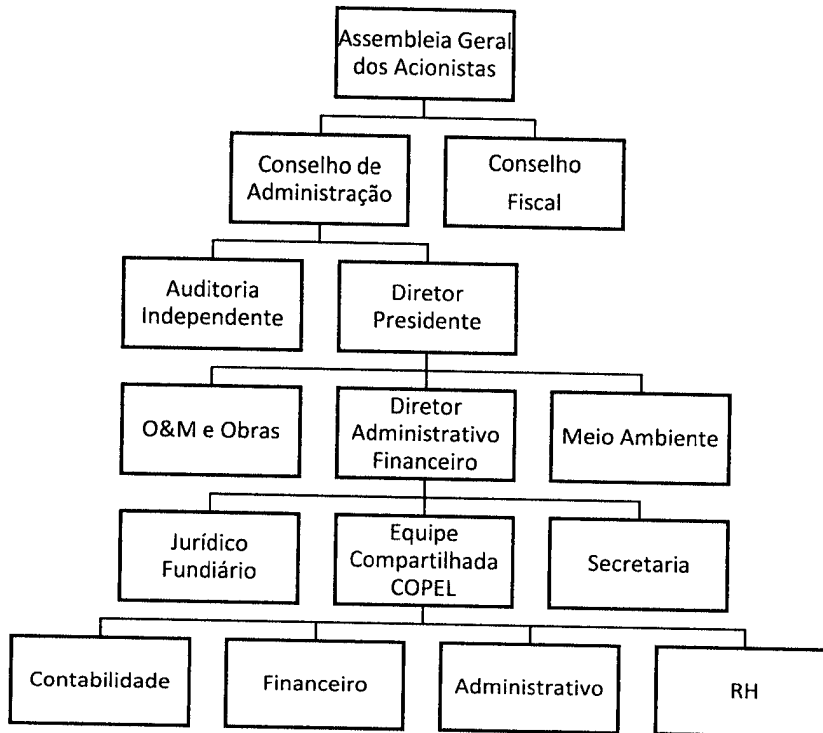 Assembleia Geral
dos Acionistas
Conselho de
Administração
Conselho
Fiscal
Auditoria
Independente
Diretor
Presidente
O&M e Obras
Diretor
Administrativo
Financeiro
Meio Ambiente
Jurídico
Fundiário
Equipe
Compartilhada
COPEL
Secretaria
Contabilidade
Financeiro
Administrativo
RH